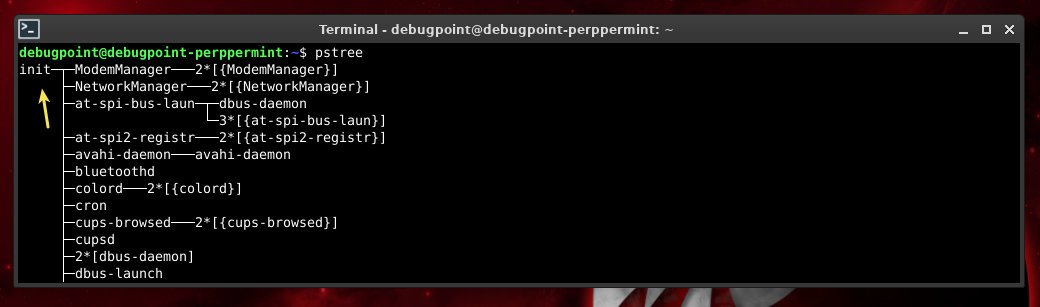 Terminal - debugpoint@debugpoint-perppermint: ~
debugpoint@debugpoint-perppermint:~$ pstree
init─┬─ModemManager───2*[{ModemManager}]
     ├─NetworkManager───2*[{NetworkManager}]
     ├─at-spi-bus-laun─┬─dbus-daemon
     │                 └─3*[{at-spi-bus-laun}]
     ├─at-spi2-registr───2*[{at-spi2-registr}]
     ├─avahi-daemon───avahi-daemon
     ├─bluetoothd
     ├─colord───2*[{colord}]
     ├─cron
     ├─cups-browsed───2*[{cups-browsed}]
     ├─cupsd
     ├─2*[dbus-daemon]
     ├─dbus-launch